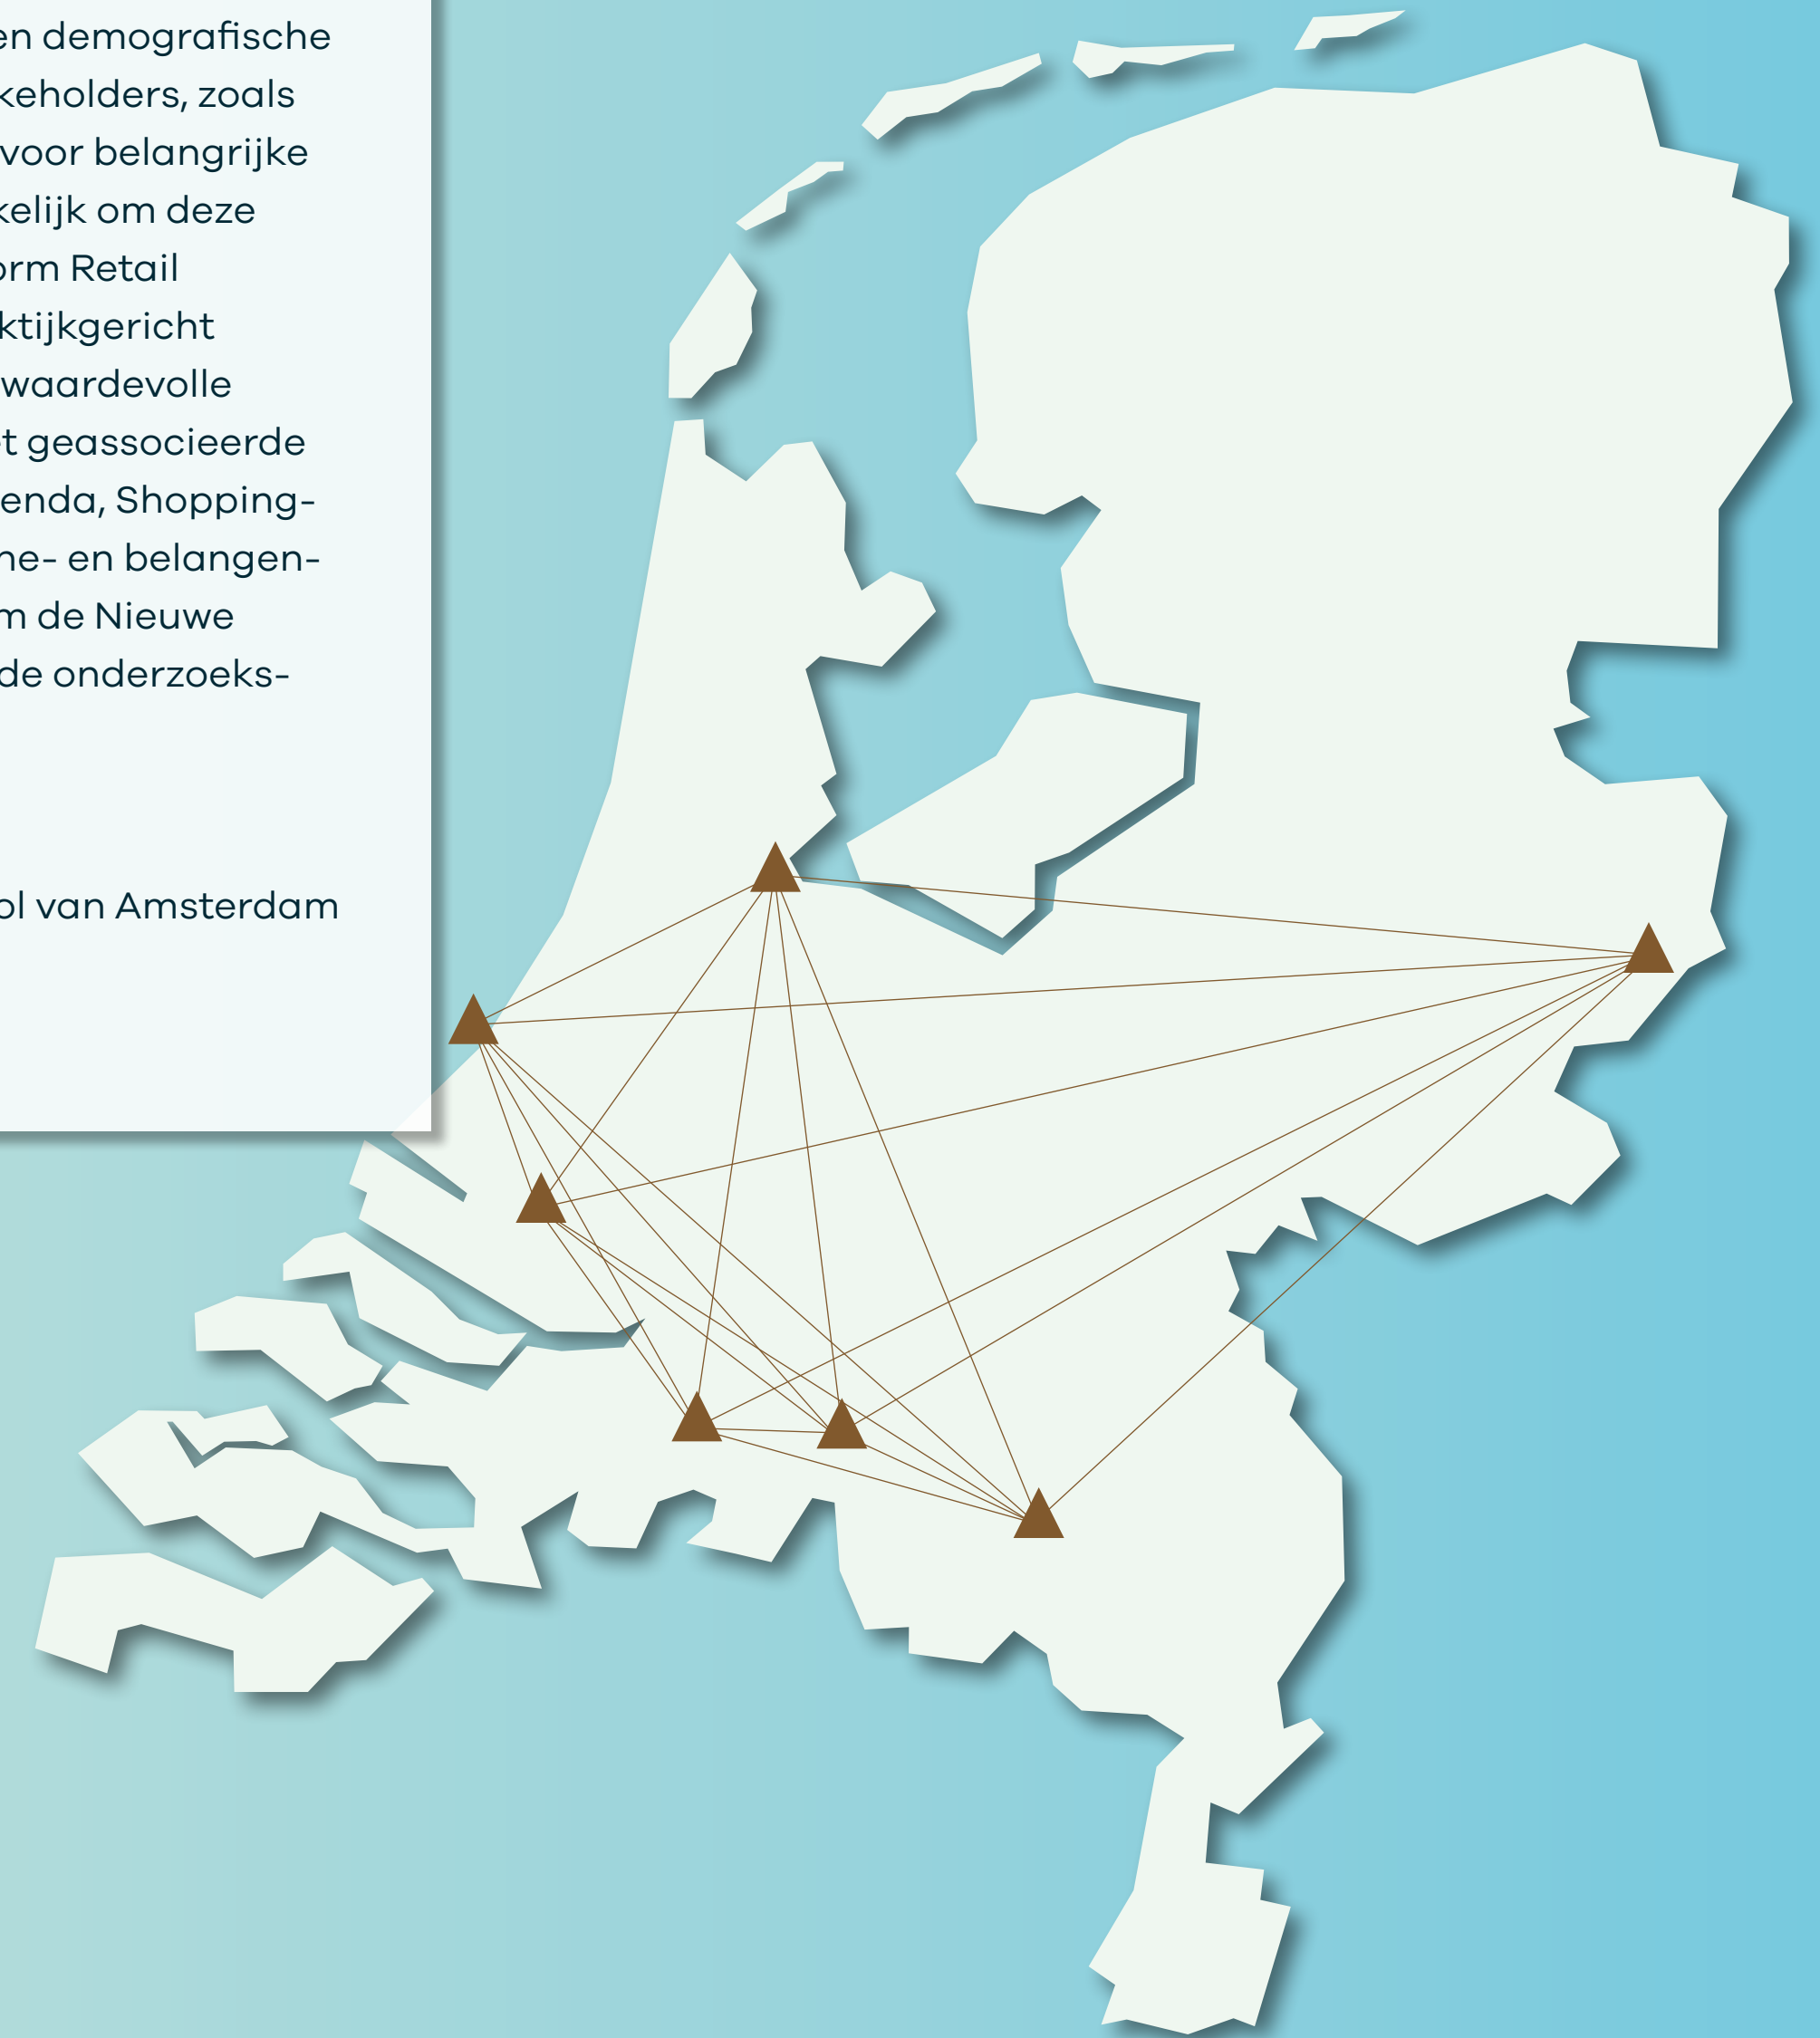 en demografische
keholders, zoals
voor belangrijke
kelijk om deze
orm Retail
ktijkgericht
waardevolle
t geassocieerde
enda, Shopping-
ne- en belangen-
m de Nieuwe
de onderzoeks-
ol van Amsterdam